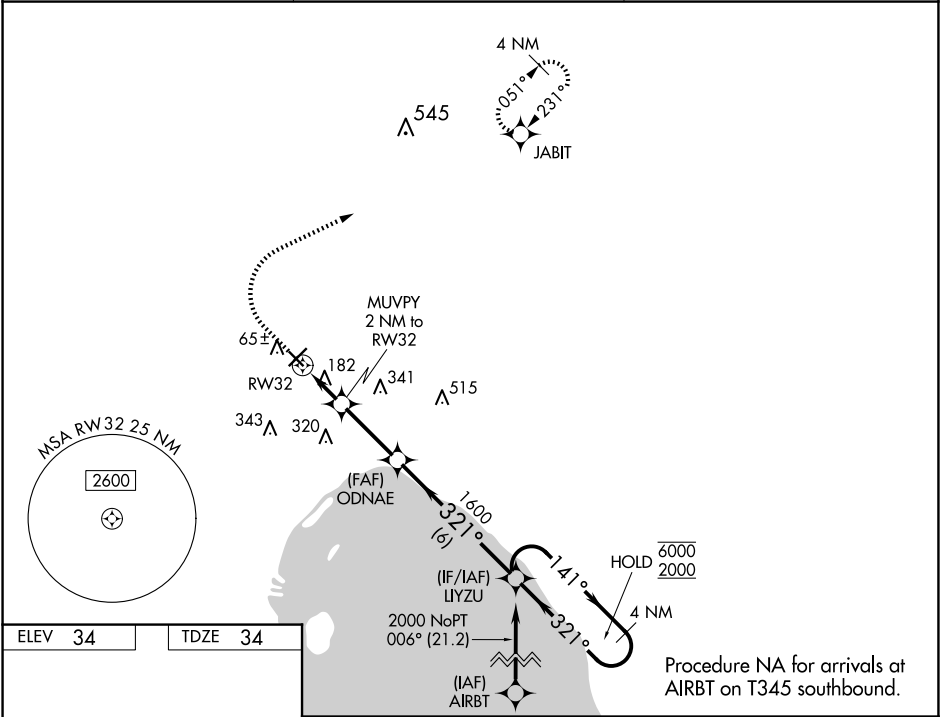 4 NM
051°
231°
545
JABIT
MUVPY
2 NM to
RW32
65±
RW32
182
341
515
343
320
MSA RW32 25 NM
2600
(FAF)
ODNAE
1600
321°
(6)
(IF/IAF)
LIYZU
141°
HOLD 6000
2000
321°
4 NM
2000 NoPT
006° (21.2)
(IAF)
AIRBT
ELEV 34
TDZE 34
Procedure NA for arrivals at
AIRBT on T345 southbound.